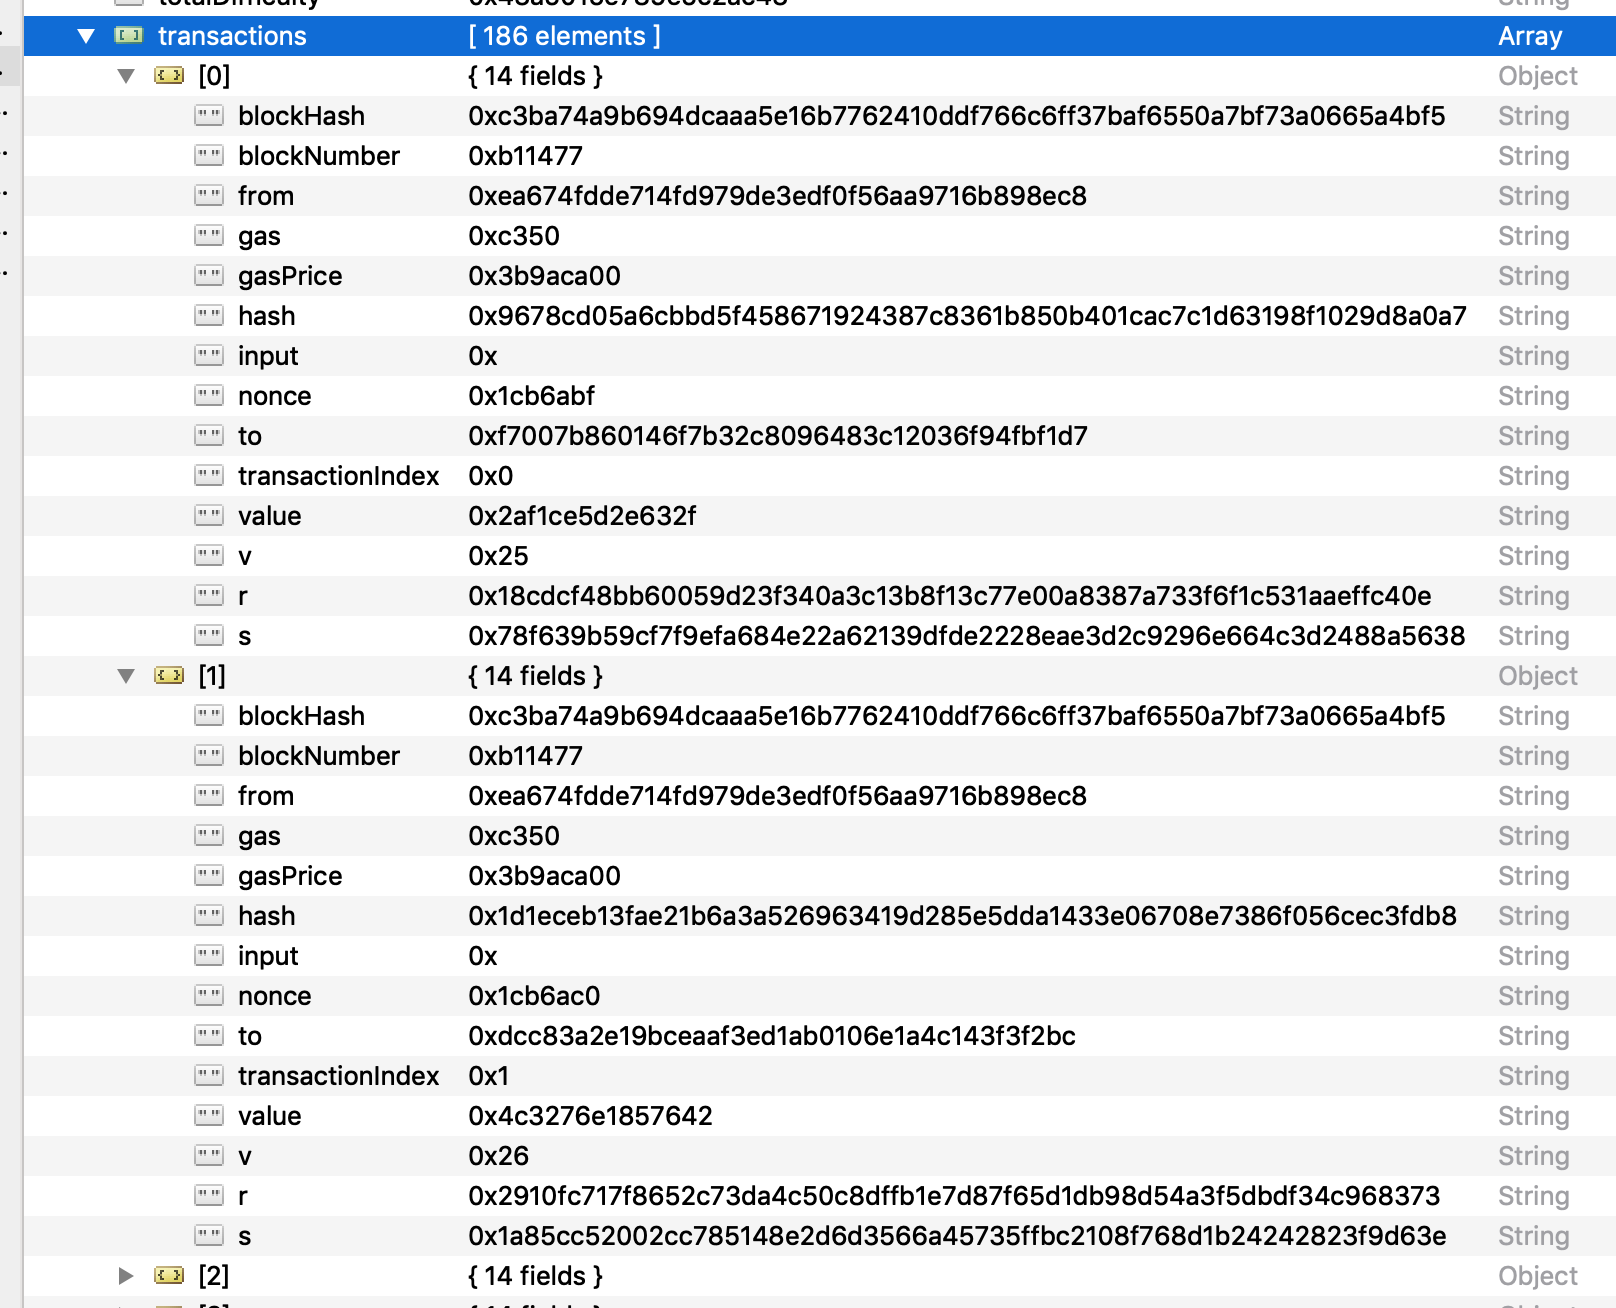 transactions [ 186 elements ] Array
[0] { 14 fields } Object
blockHash 0xc3ba74a9b694dcaaa5e16b7762410ddf766c6ff37baf6550a7bf73a0665a4bf5 String
blockNumber 0xb11477 String
from 0xea674fdde714fd979de3edf0f56aa9716b898ec8 String
gas 0xc350 String
gasPrice 0x3b9aca00 String
hash 0x9678cd05a6cbbd5f458671924387c8361b850b401cac7c1d63198f1029d8a0a7 String
input 0x String
nonce 0x1cb6abf String
to 0xf7007b860146f7b32c8096483c12036f94fbf1d7 String
transactionIndex 0x0 String
value 0x2af1ce5d2e632f String
v 0x25 String
r 0x18cdcf48bb60059d23f340a3c13b8f13c77e00a8387a733f6f1c531aaeffc40e String
s 0x78f639b59cf7f9efa684e22a62139dfde2228eae3d2c9296e664c3d2488a5638 String
[1] { 14 fields } Object
blockHash 0xc3ba74a9b694dcaaa5e16b7762410ddf766c6ff37baf6550a7bf73a0665a4bf5 String
blockNumber 0xb11477 String
from 0xea674fdde714fd979de3edf0f56aa9716b898ec8 String
gas 0xc350 String
gasPrice 0x3b9aca00 String
hash 0x1d1eceb13fae21b6a3a526963419d285e5dda1433e06708e7386f056cec3fdb8 String
input 0x String
nonce 0x1cb6ac0 String
to 0xdcc83a2e19bceaaf3ed1ab0106e1a4c143f3f2bc String
transactionIndex 0x1 String
value 0x4c3276e1857642 String
v 0x26 String
r 0x2910fc717f8652c73da4c50c8dffb1e7d87f65d1db98d54a3f5dbdf34c968373 String
s 0x1a85cc52002cc785148e2d6d3566a45735ffbc2108f768d1b24242823f9d63e String
[2] { 14 fields } Object